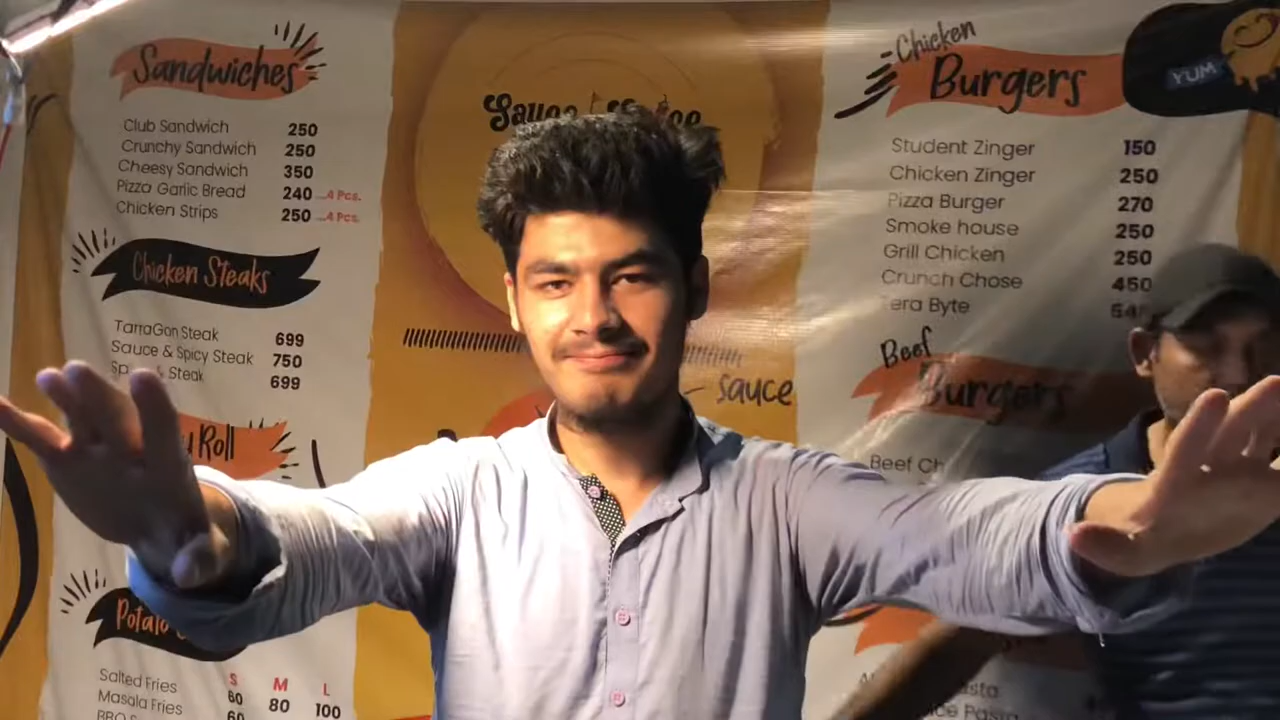 Sandwiches
Club Sandwich 250
Crunchy Sandwich 250
Cheesy Sandwich 350
Pizza Garlic Bread 240 ...4 Pcs.
Chicken Strips 250 ...4 Pcs.
Chicken Steaks
TarraGon Steak 699
Sauce & Spicy Steak 750
Steak 699
Roll
Salted Fries
Masala Fries
S M L
60 80 100
60
sauce
Chicken
Burgers
YUM
Student Zinger 150
Chicken Zinger 250
Pizza Burger 270
Smoke house 250
Grill Chicken 250
Crunch Chose 450
Byte
Beef
Burgers
Beef